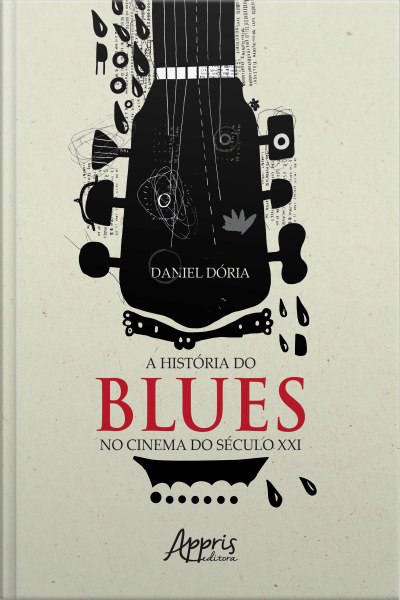 DANIEL DÓRIA
A HISTÓRIA DO
BLUES
NO CINEMA DO SÉCULO XXI
Appris
editora